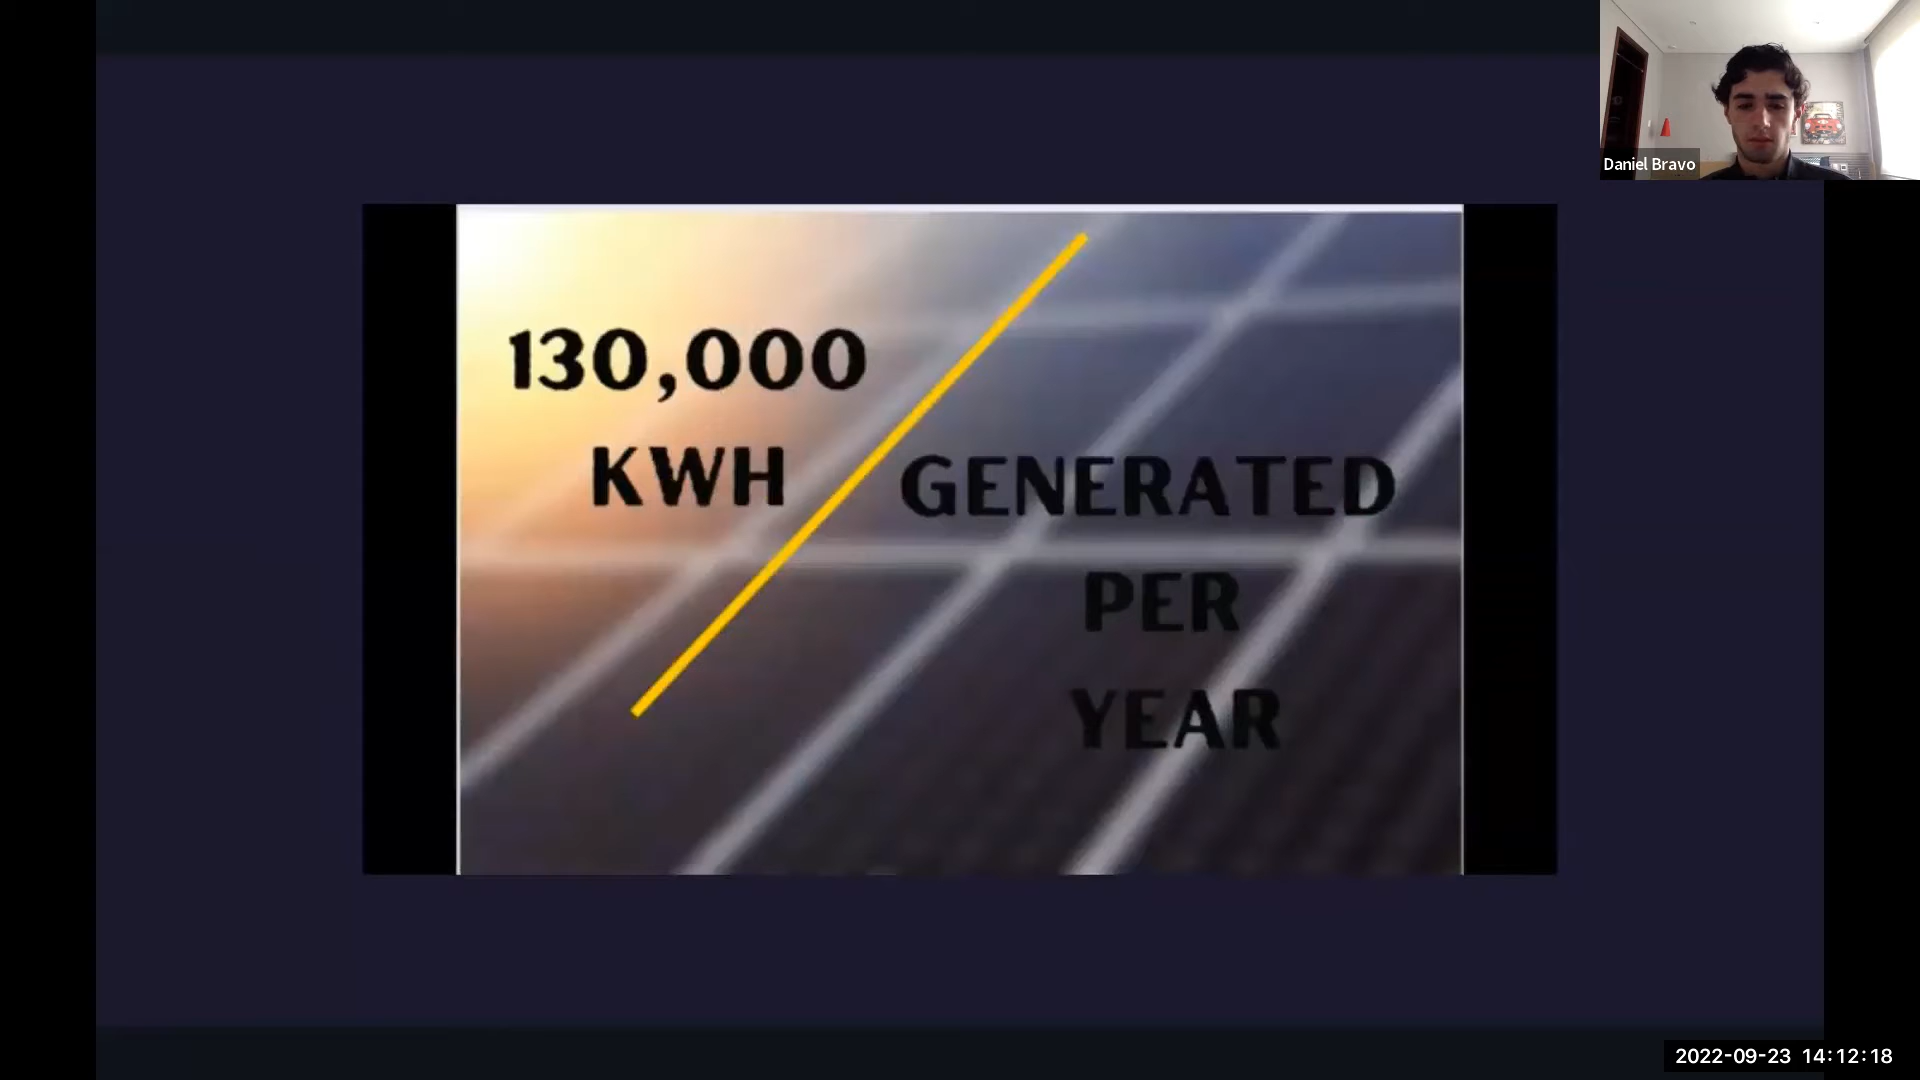 Daniel Bravo
130,000
KWH
GENERATED
PER
YEAR
2022-09-23 14:12:18